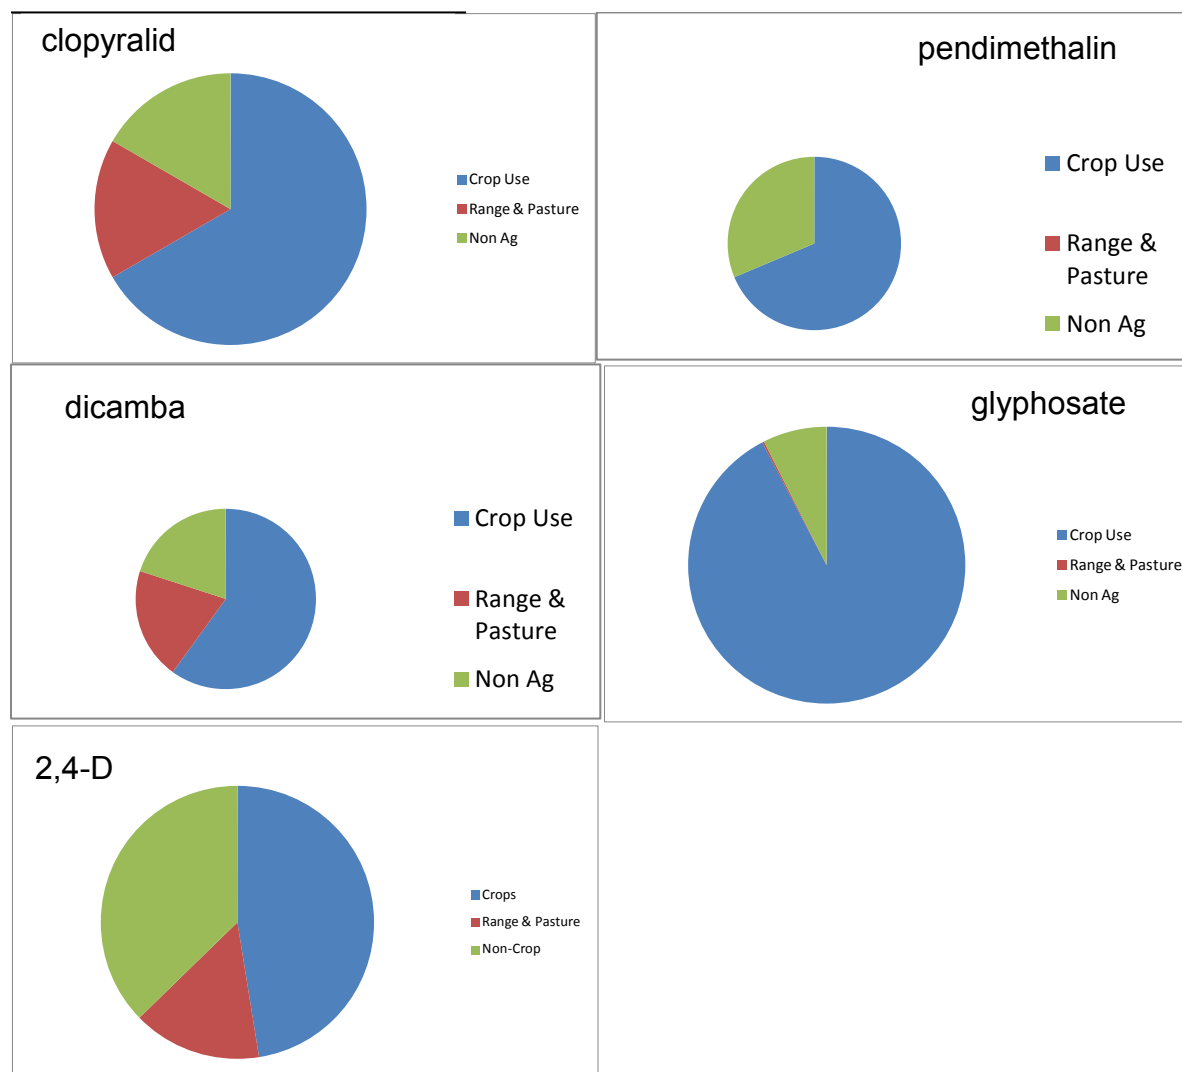 clopyralid
Crop Use
Range & Pasture
Non Ag
pendimethalin
Crop Use
Range &
Pasture
Non Ag
dicamba
Crop Use
Range &
Pasture
Non Ag
glyphosate
Crop Use
Range & Pasture
Non Ag
2,4-D
Crops
Range & Pasture
Non-Crop